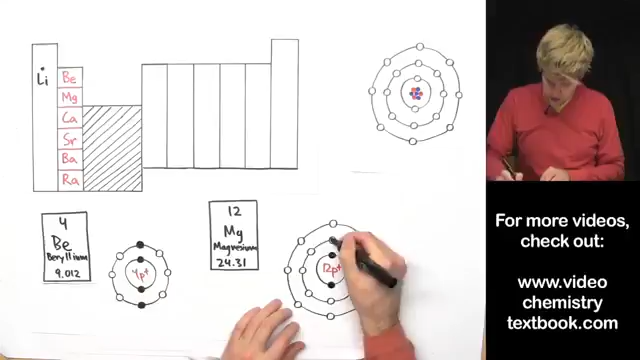 Li
Be
Mg
Ca
Sr
Ba
Ra
4
Be
Beryllium
9.012
4p+
12
Mg
Magnesium
24.31
12p+
For more videos,
check out:
www.video
chemistry
textbook.com